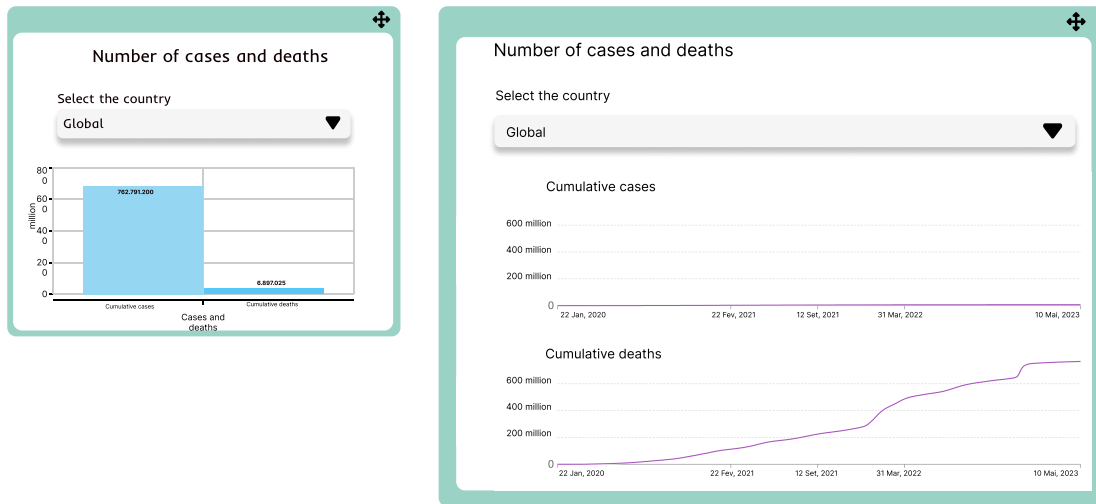 Number of cases and deaths
Select the country
Global
80
0
60
0
40
0
20
0
0
million
762.791.200
6.897.025
Cumulative cases
Cumulative deaths
Cases and
deaths
Number of cases and deaths
Select the country
Global
Cumulative cases
600 million
400 million
200 million
0
22 Jan, 2020
22 Fev, 2021
12 Set, 2021
31 Mar, 2022
10 Mai, 2023
Cumulative deaths
600 million
400 million
200 million
0
22 Jan, 2020
22 Fev, 2021
12 Set, 2021
31 Mar, 2022
10 Mai, 2023